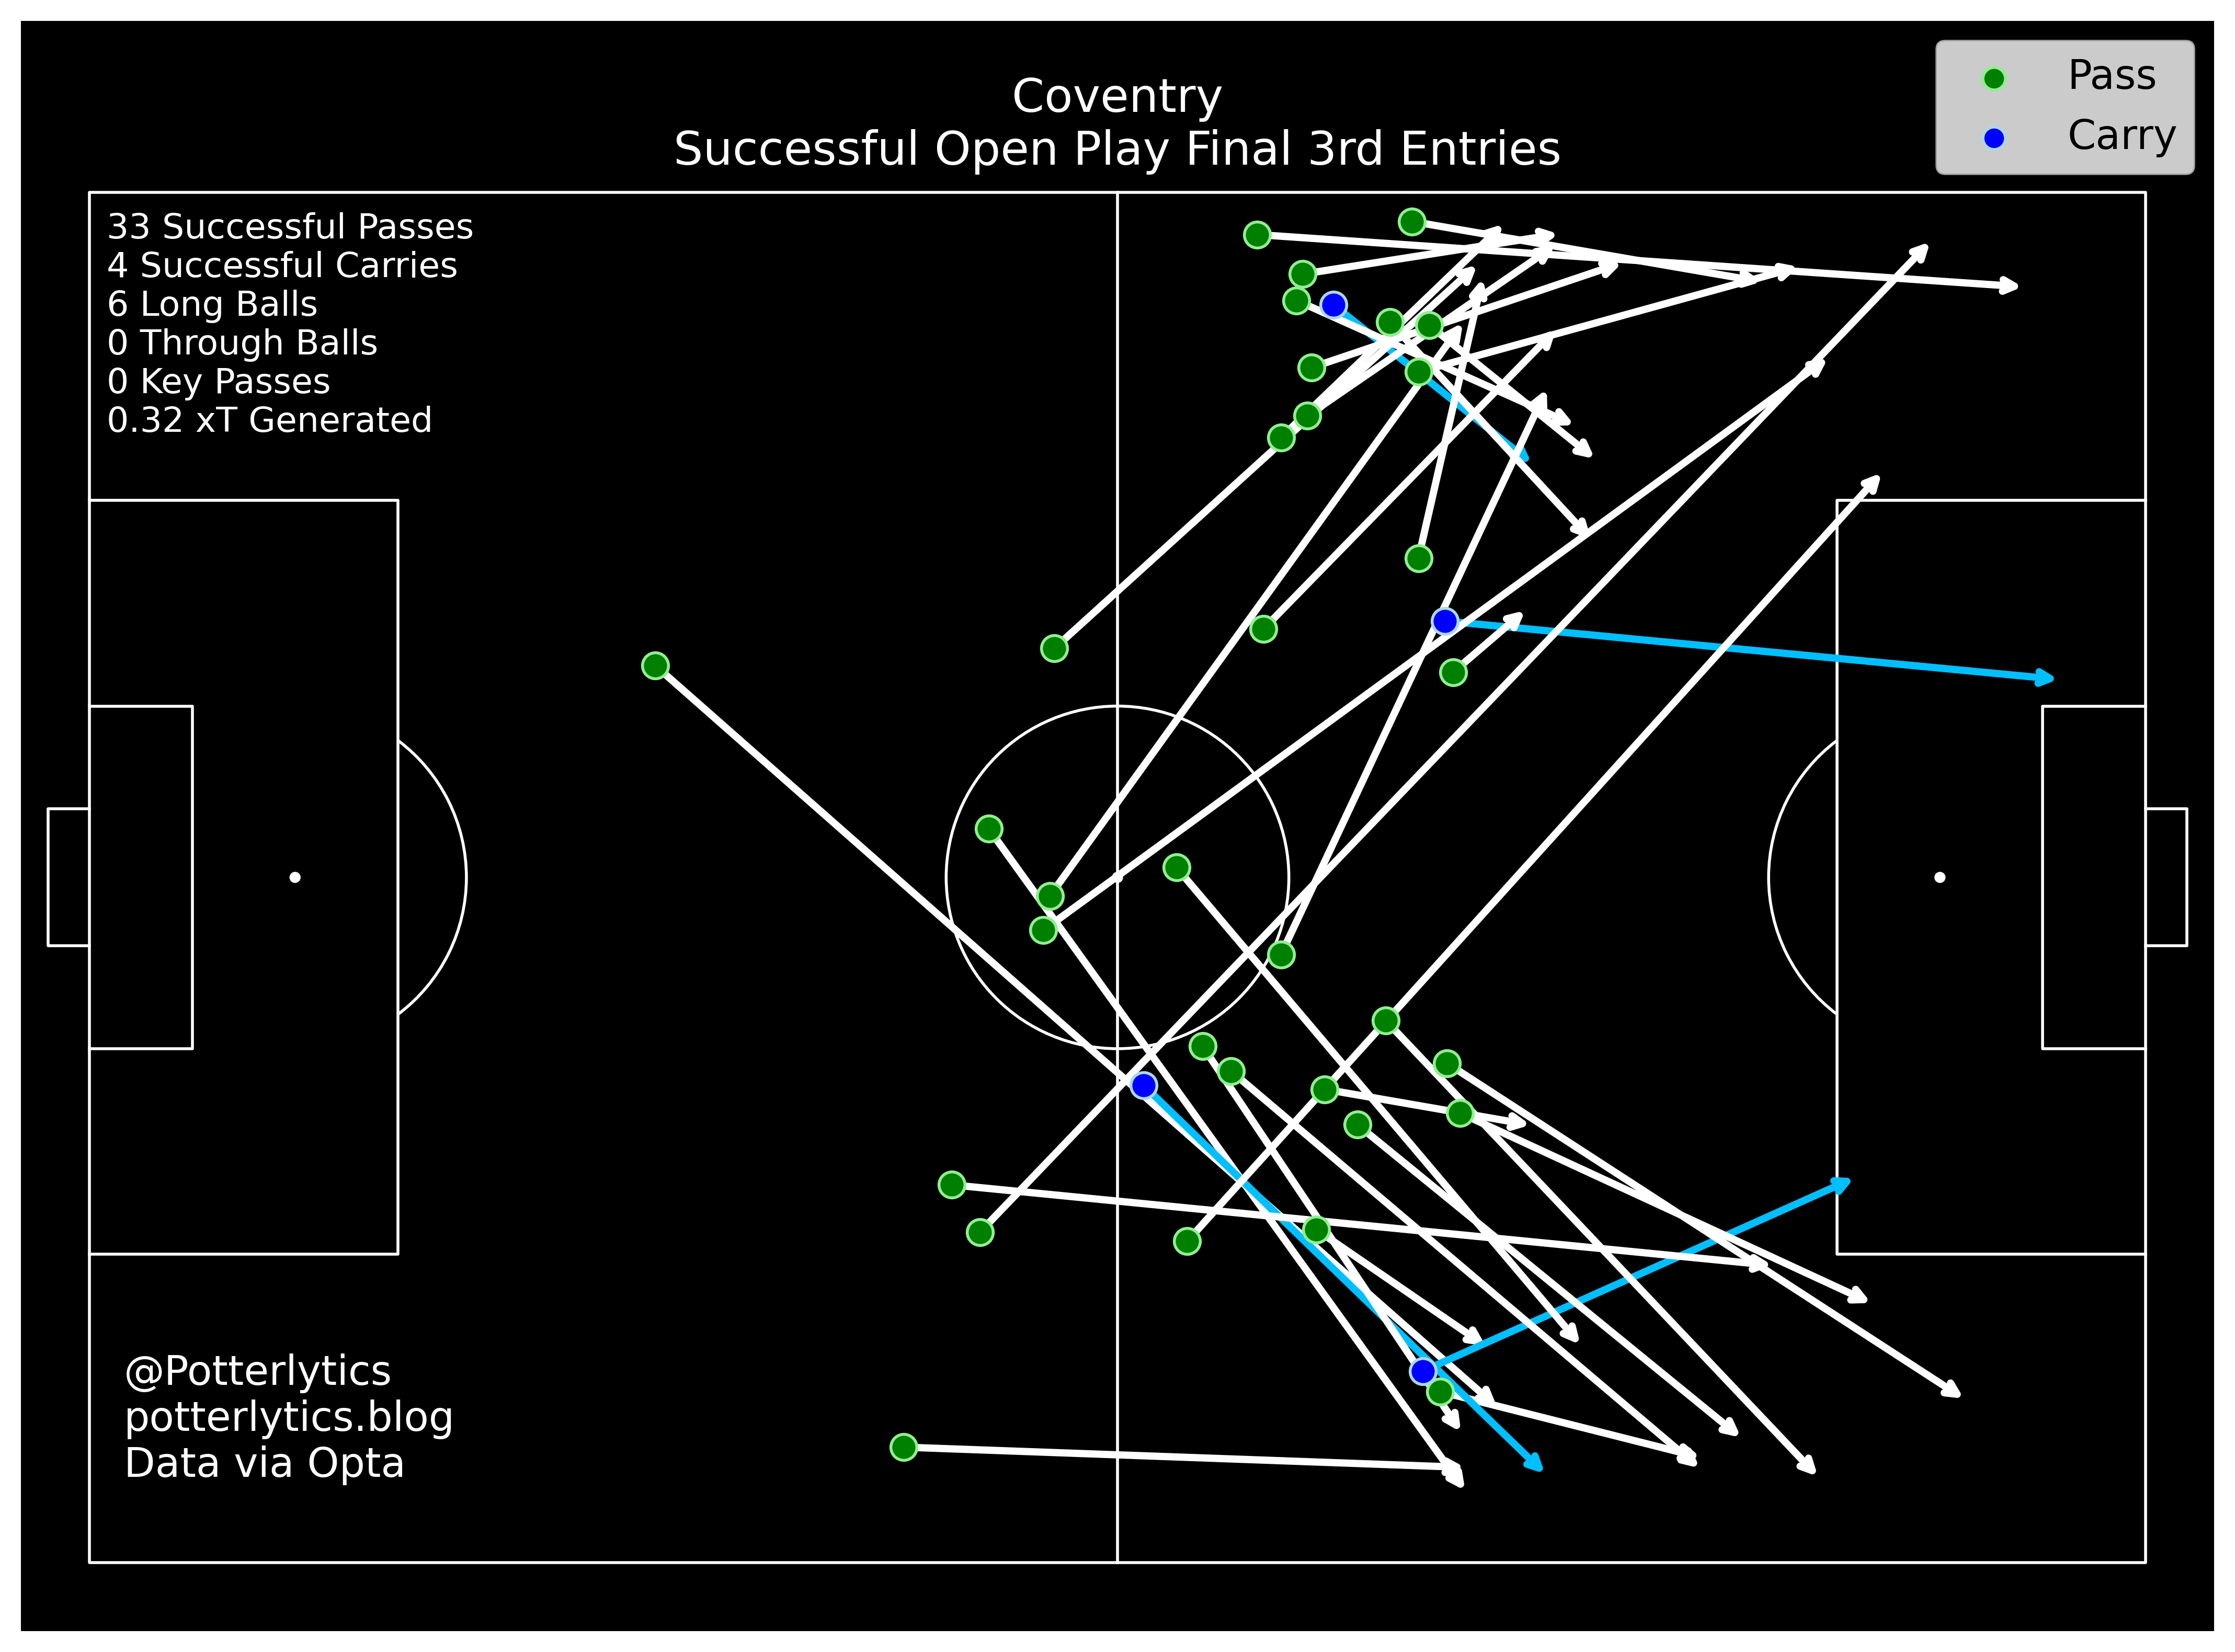 Coventry
Successful Open Play Final 3rd Entries
Pass
Carry
33 Successful Passes
4 Successful Carries
6 Long Balls
0 Through Balls
0 Key Passes
0.32 xT Generated
@Potterlytics
potterlytics.blog
Data via Opta